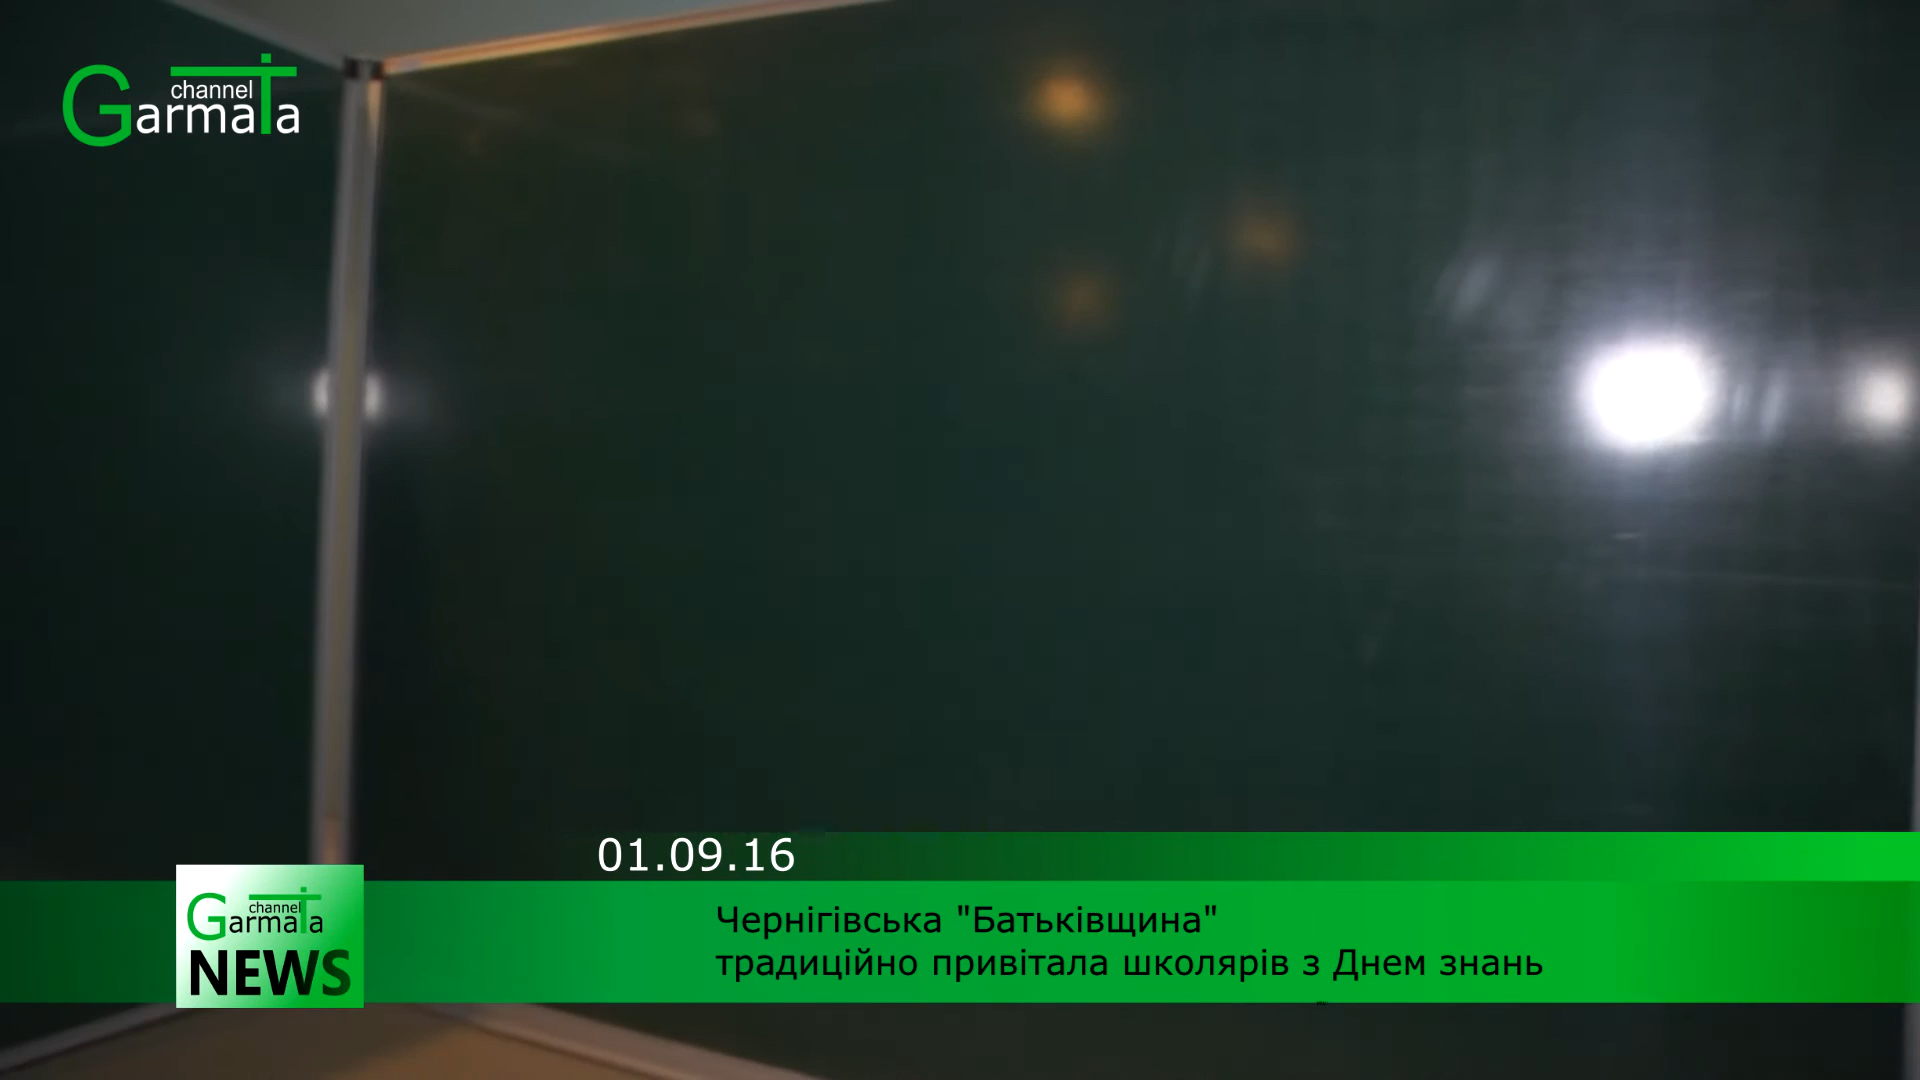 channel
GarmaTa
01.09.16
Чернігівська "Батьківщина"
традиційно привітала школярів з Днем знань
channel
GarmaTa
NEWS